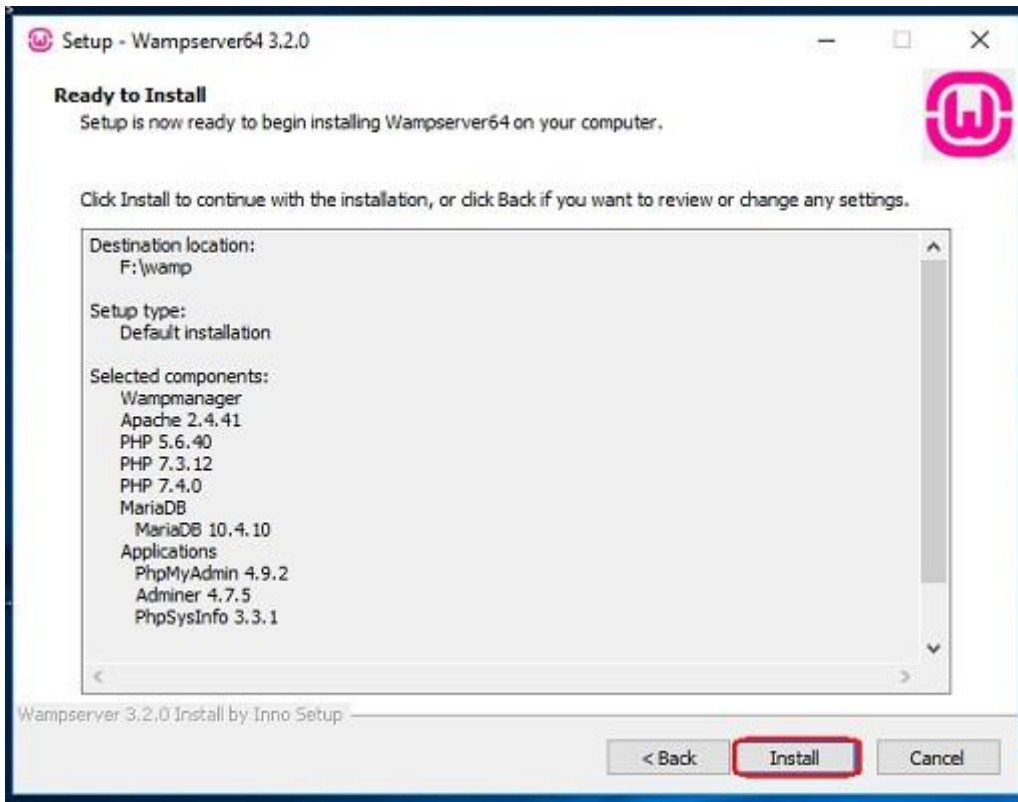 Setup - Wampserver64 3.2.0
Ready to Install
Setup is now ready to begin installing Wampserver64 on your computer.
Click Install to continue with the installation, or click Back if you want to review or change any settings.
Destination location:
F:\wamp
Setup type:
Default installation
Selected components:
Wampmanager
Apache 2.4.41
PHP 5.6.40
PHP 7.3.12
PHP 7.4.0
MariaDB
MariaDB 10.4.10
Applications
PhpMyAdmin 4.9.2
Adminer 4.7.5
PhpSysInfo 3.3.1
Wampserver 3.2.0 Install by Inno Setup
< Back Install Cancel